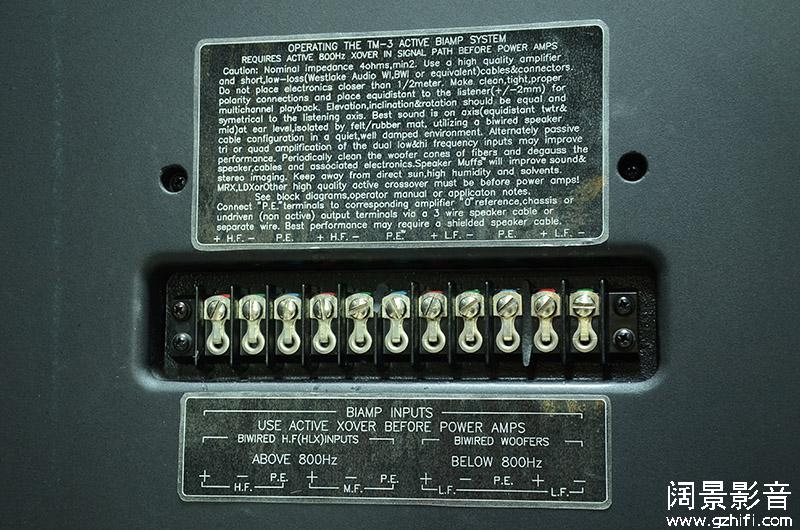 OPERATING THE TM-3 ACTIVE BIAMP SYSTEM
REQUIRES ACTIVE 800Hz XOVER IN SIGNAL PATH BEFORE POWER AMPS
Caution: Nominal impedance 4ohms,min2. Use a high quality amplifier
and short,low-loss(Westlake Audio WI,BWI or equivalent)cables&connectors.
Do not place electronics closer than 1/2meter. Make clean,tight,proper
polarity connections and place equidistant to the listener(+/-2mm) for
multichannel playback. Elevation,inclination&rotation should be equal and
symetrical to the listening axis. Best sound is on axis(equidistant twtr&
mid)at ear level,isolated by felt/rubber mat, utilizing a biwired speaker
cable configuration in a quiet,well damped environment. Alternately passive
tri or quad amplification of the dual low&hi frequency inputs may improve
performance. Periodically clean the woofer cones of fibers and degauss the
speaker,cables and associated electronics."Speaker Muffs" will improve sound&
stereo imaging. Keep away from direct sun,high humidity and solvents.
MRX,LDXorOther high quality active crossover must be before power amps!
See block diagrams,operator manual or applicaton notes.
Connect "P.E."terminals to corresponding amplifier "0"reference,chassis or
undriven (non active) output terminals via a 3 wire speaker cable or
separate wire. Best performance may require a shielded speaker cable.
+ H.F.- P.E. + H.F.- P.E. + L.F.- P.E. + L.F.-
BIAMP INPUTS
USE ACTIVE XOVER BEFORE POWER AMPS
BIWIRED H.F(HLX)INPUTS BIWIRED WOOFERS
ABOVE 800Hz BELOW 800Hz
+ - P.E. + - P.E. + - P.E. + -
H.F. M.F. L.F. L.F.
阔景影音
www.gzhifi.com